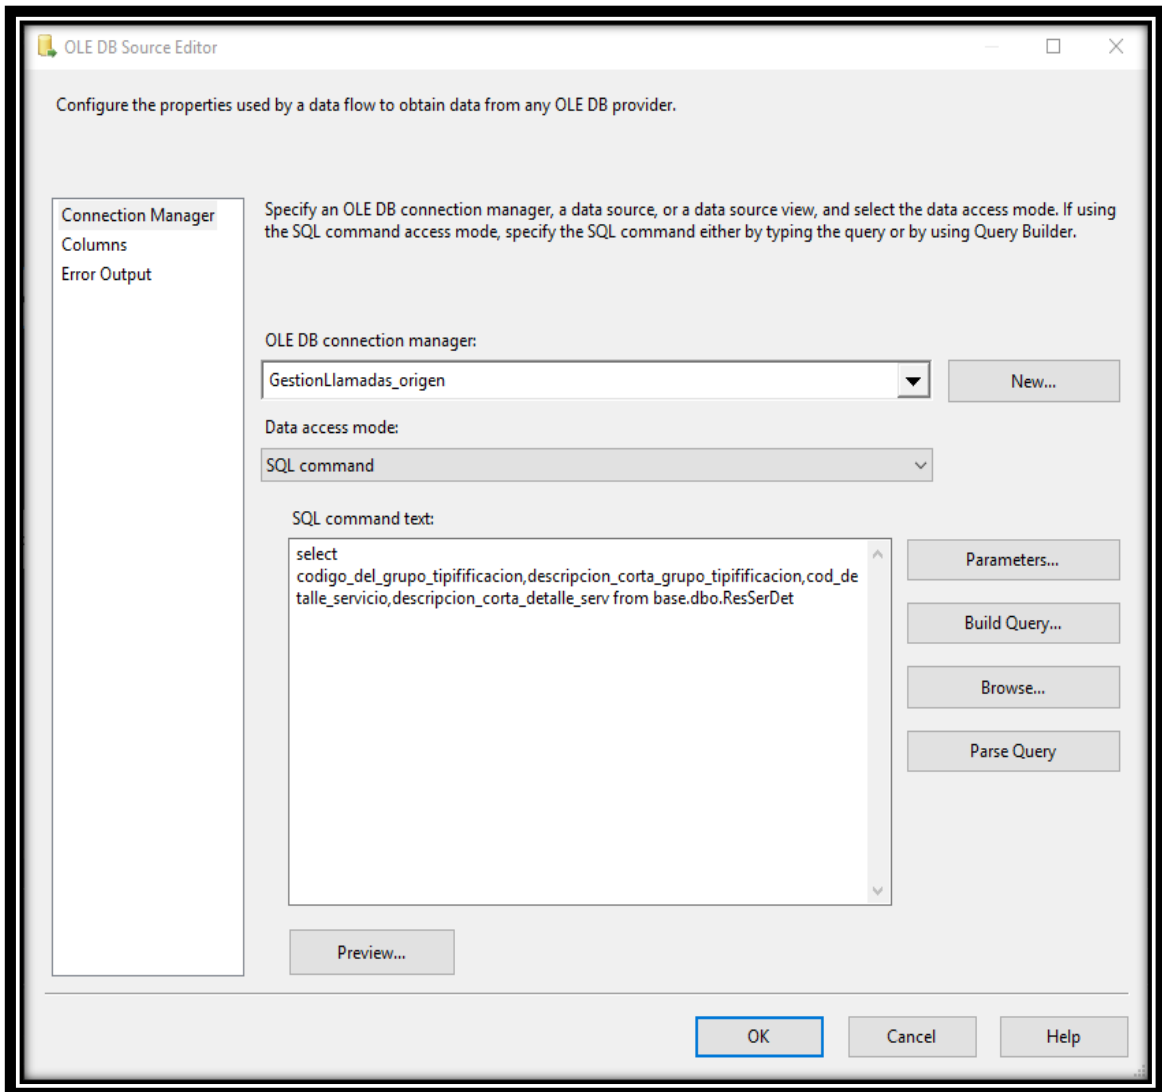 OLE DB Source Editor
Configure the properties used by a data flow to obtain data from any OLE DB provider.
Connection Manager
Columns
Error Output
Specify an OLE DB connection manager, a data source, or a data source view, and select the data access mode. If using
the SQL command access mode, specify the SQL command either by typing the query or by using Query Builder.
OLE DB connection manager:
GestionLlamadas_origen
New...
Data access mode:
SQL command
SQL command text:
select
codigo_del_grupo_tipifificacion,descripcion_corta_grupo_tipifificacion,cod_de
talle_servicio,descripcion_corta_detalle_serv from base.dbo.ResSerDet
Parameters...
Build Query...
Browse...
Parse Query
Preview...
OK
Cancel
Help